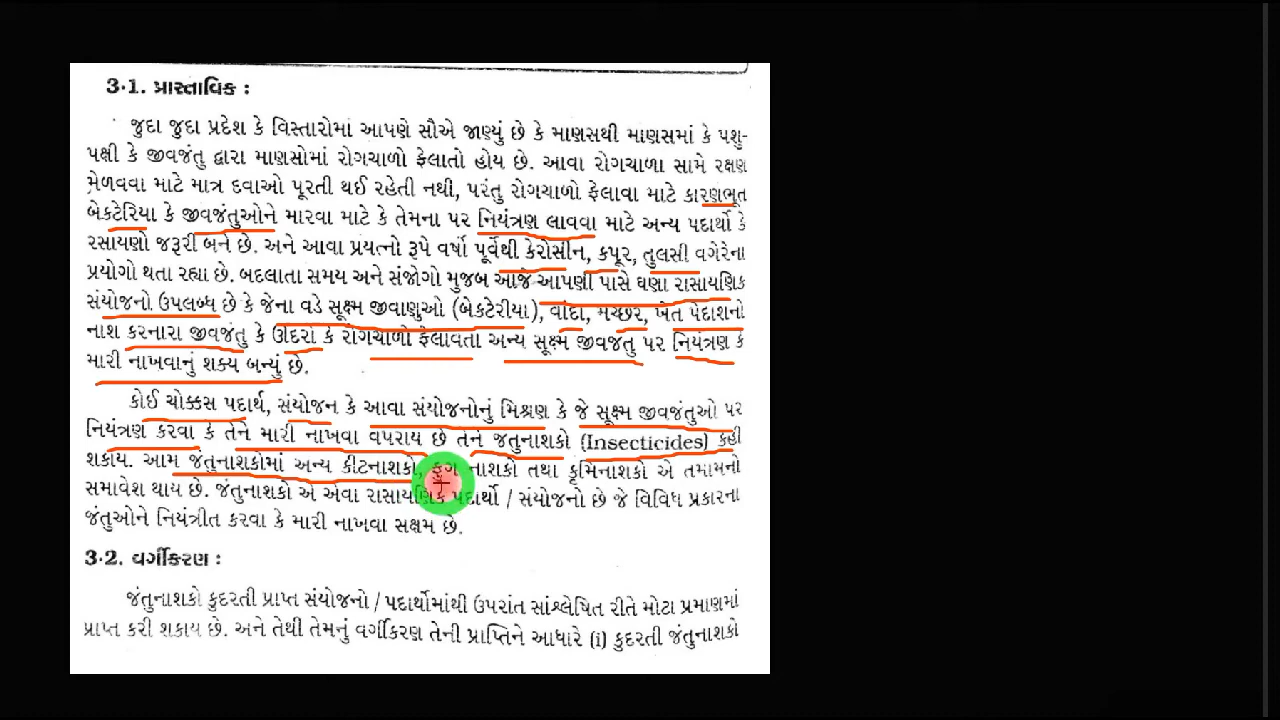 3·1. પ્રાસ્તાવિક :
જુદા જુદા પ્રદેશ કે વિસ્તારોમાં આપણે સૌએ જાણ્યું છે કે માણસથી માણસમાં કે પશુ-
પક્ષી કે જીવજંતુ દ્વારા માણસોમાં રોગચાળો ફેલાતો હોય છે. આવા રોગચાળા સામે રક્ષણ
મેળવવા માટે માત્ર દવાઓ પૂરતી થઈ રહેતી નથી, પરંતુ રોગચાળો ફેલાવા માટે કારણભૂત
બેકટેરિયા કે જીવજંતુઓને મારવા માટે કે તેમના પર નિયંત્રણ લાવવા માટે અન્ય પદાર્થો કે
રસાયણો જરૂરી બને છે. અને આવા પ્રયત્નો રૂપે વર્ષો પૂર્વેથી કેરોસીન, કપૂર, તુલસી વગેરેના
પ્રયોગો થતા રહ્યા છે. બદલાતા સમય અને સંજોગો મુજબ આજે આપણી પાસે ઘણા રાસાયણિક
સંયોજનો ઉપલબ્ધ છે કે જેના વડે સૂક્ષ્મ જીવાણુઓ (બેકટેરીયા), વાંદા, મચ્છર, ખેત પેદાશનો
નાશ કરનારા જીવજંતુ કે ઊંદરો કે રોગચાળો ફેલાવતા અન્ય સૂક્ષ્મ જીવજંતુ પર નિયંત્રણ કે
મારી નાખવાનું શક્ય બન્યું છે.
કોઈ ચોક્કસ પદાર્થ, સંયોજન કે આવા સંયોજનોનું મિશ્રણ કે જે સૂક્ષ્મ જીવજંતુઓ પર
નિયંત્રણ કરવા કે તેને મારી નાખવા વપરાય છે તેને જંતુનાશકો (Insecticides) કહી
શકાય. આમ જંતુનાશકોમાં અન્ય કીટનાશકો, ફુગ નાશકો તથા કૃમિનાશકો એ તમામનો
સમાવેશ થાય છે. જંતુનાશકો એ એવા રાસાયણિક પદાર્થો / સંયોજનો છે જે વિવિધ પ્રકારના
જંતુઓને નિયંત્રીત કરવા કે મારી નાખવા સક્ષમ છે.
3·2. વર્ગીકરણ :
જંતુનાશકો કુદરતી પ્રાપ્ત સંયોજનો / પદાર્થોમાંથી ઉપરાંત સાંશ્લેષિત રીતે મોટા પ્રમાણમાં
પ્રાપ્ત કરી શકાય છે. અને તેથી તેમનું વર્ગીકરણ તેની પ્રાપ્તિને આધારે (i) કુદરતી જંતુનાશકો